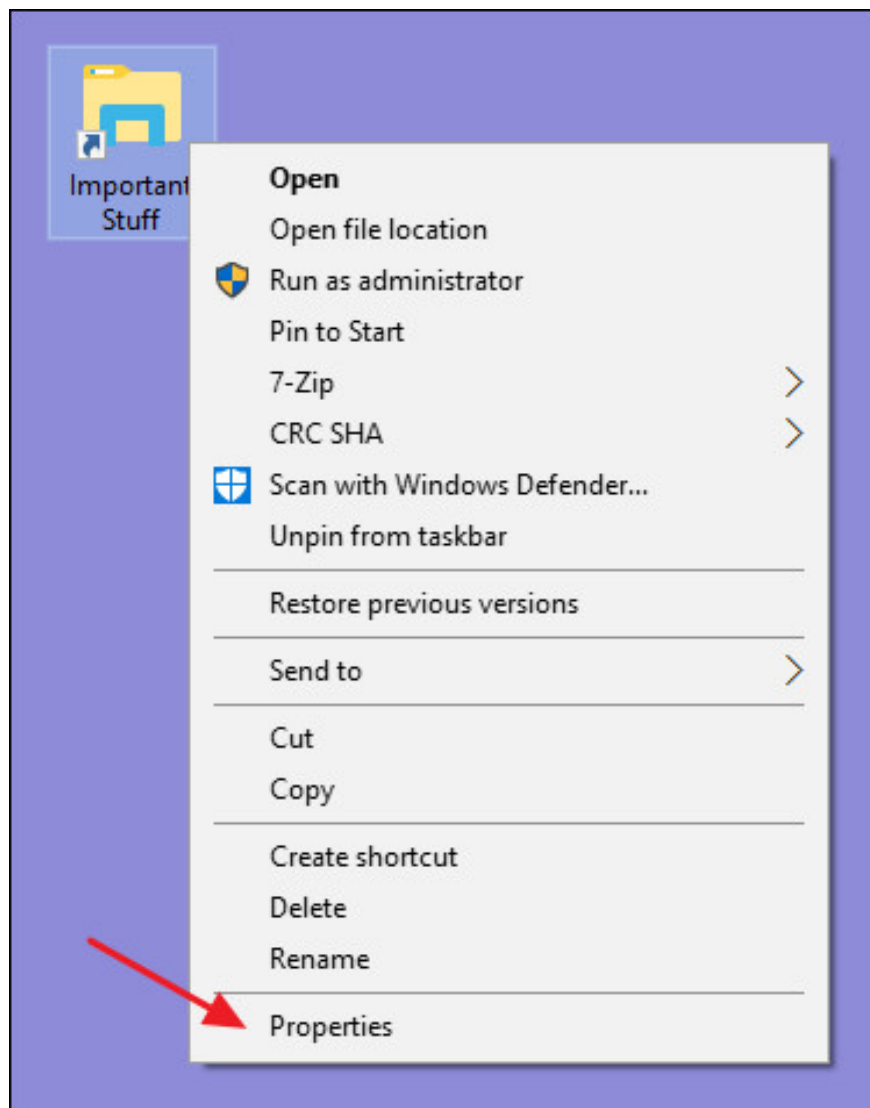 Important
Stuff
Open
Open file location
Run as administrator
Pin to Start
7-Zip
CRC SHA
Scan with Windows Defender...
Unpin from taskbar
Restore previous versions
Send to
Cut
Copy
Create shortcut
Delete
Rename
Properties